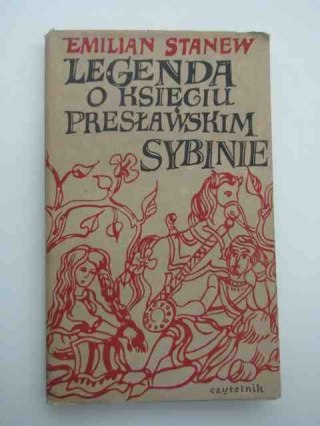 EMILIAN STANEW
LEGENDA
O KSIĘCIU
PRESŁAWSKIM
SYBINIE
czytelnik